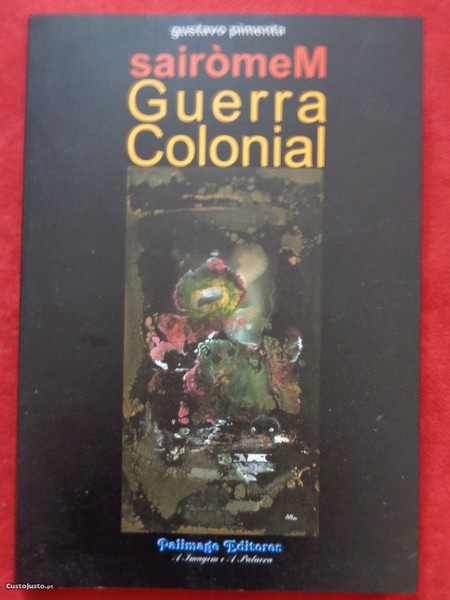 gustavo pimenta
sairòmeM
Guerra
Colonial
Palimage Editores
A Imagem e A Palavra
CustoJusto.pt